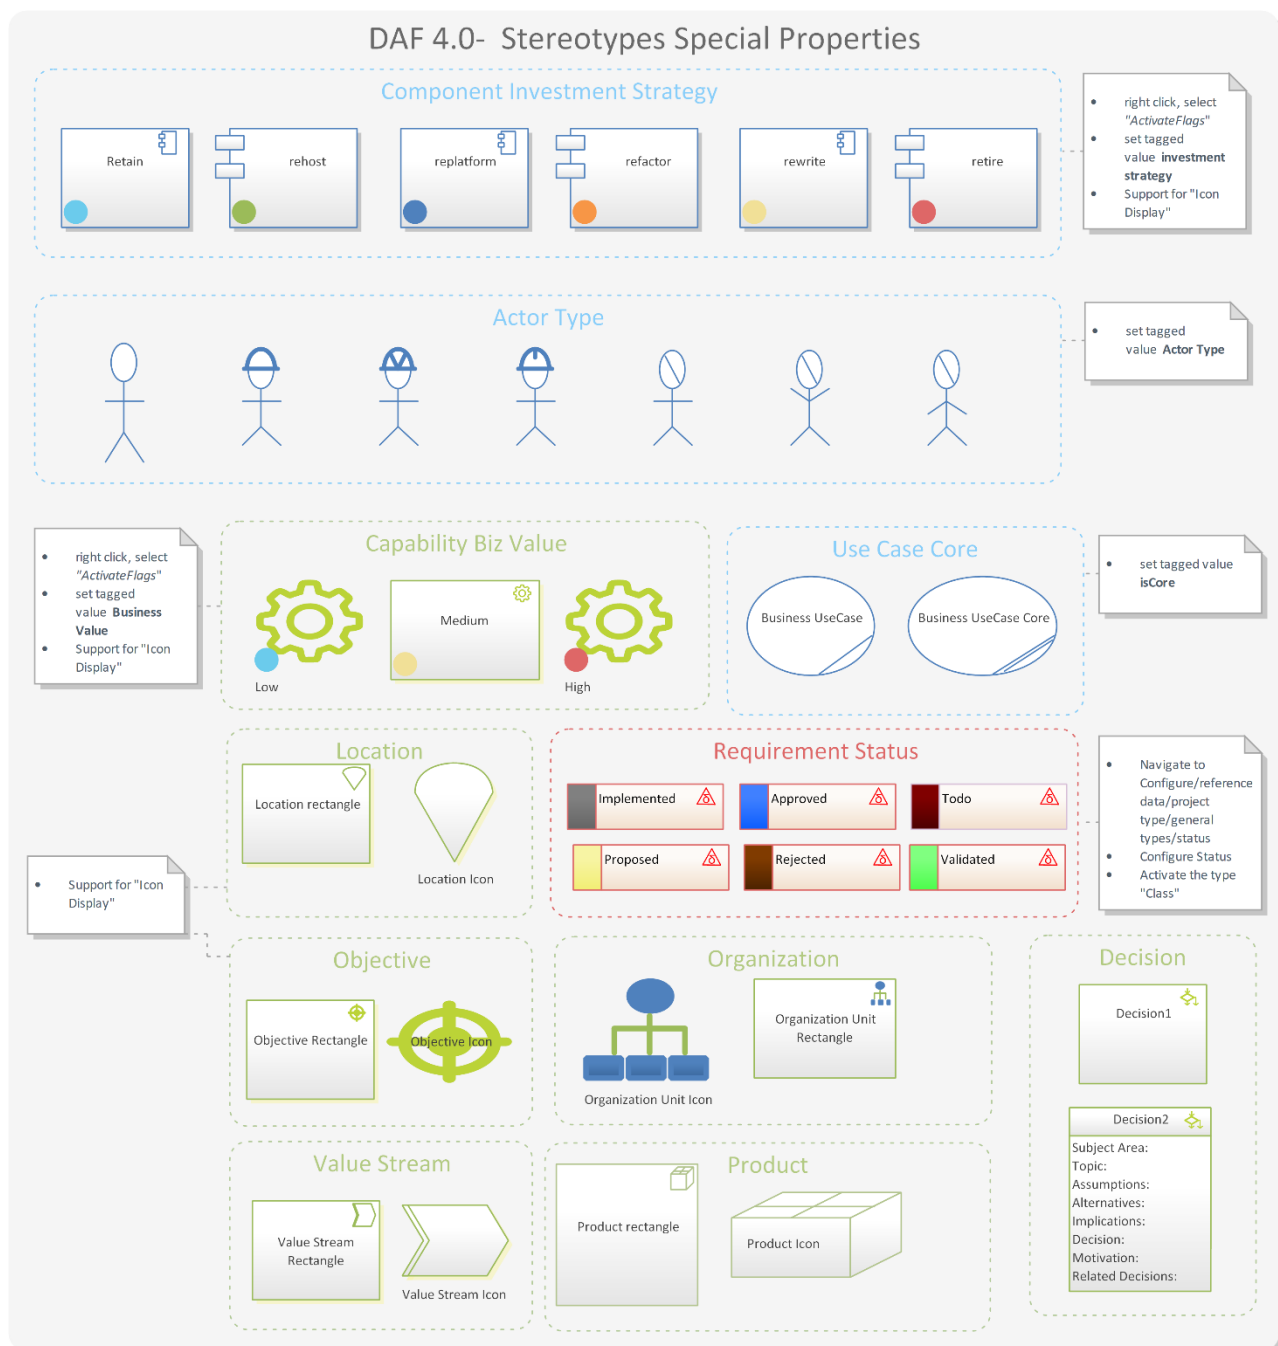 DAF 4.0-  Stereotypes Special Properties
Component Investment Strategy
Retain
rehost
replatform
refactor
rewrite
retire
• right click, select
"ActivateFlags"
• set tagged
value investment
strategy
• Support for "Icon
Display"
Actor Type
• set tagged
value Actor Type
• right click, select
"ActivateFlags"
• set tagged
value Business
Value
• Support for "Icon
Display"
Capability Biz Value
Low
Medium
High
Use Case Core
Business UseCase
Business UseCase Core
• set tagged value
isCore
Location
Location rectangle
Location Icon
Requirement Status
Implemented
Approved
Todo
Proposed
Rejected
Validated
• Navigate to
Configure/reference
data/project
type/general
types/status
• Configure Status
• Activate the type
"Class"
• Support for "Icon
Display"
Objective
Objective Rectangle
Objective Icon
Organization
Organization Unit Icon
Organization Unit
Rectangle
Decision
Decision1
Decision2
Subject Area:
Topic:
Assumptions:
Alternatives:
Implications:
Decision:
Motivation:
Related Decisions:
Value Stream
Value Stream
Rectangle
Value Stream Icon
Product
Product rectangle
Product Icon